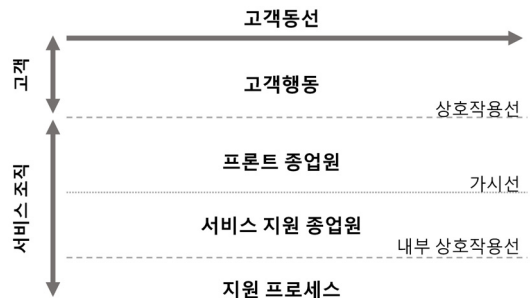 고객동선
고객
고객행동
상호작용선
서비스 조직
프론트 종업원
가시선
서비스 지원 종업원
내부 상호작용선
지원 프로세스